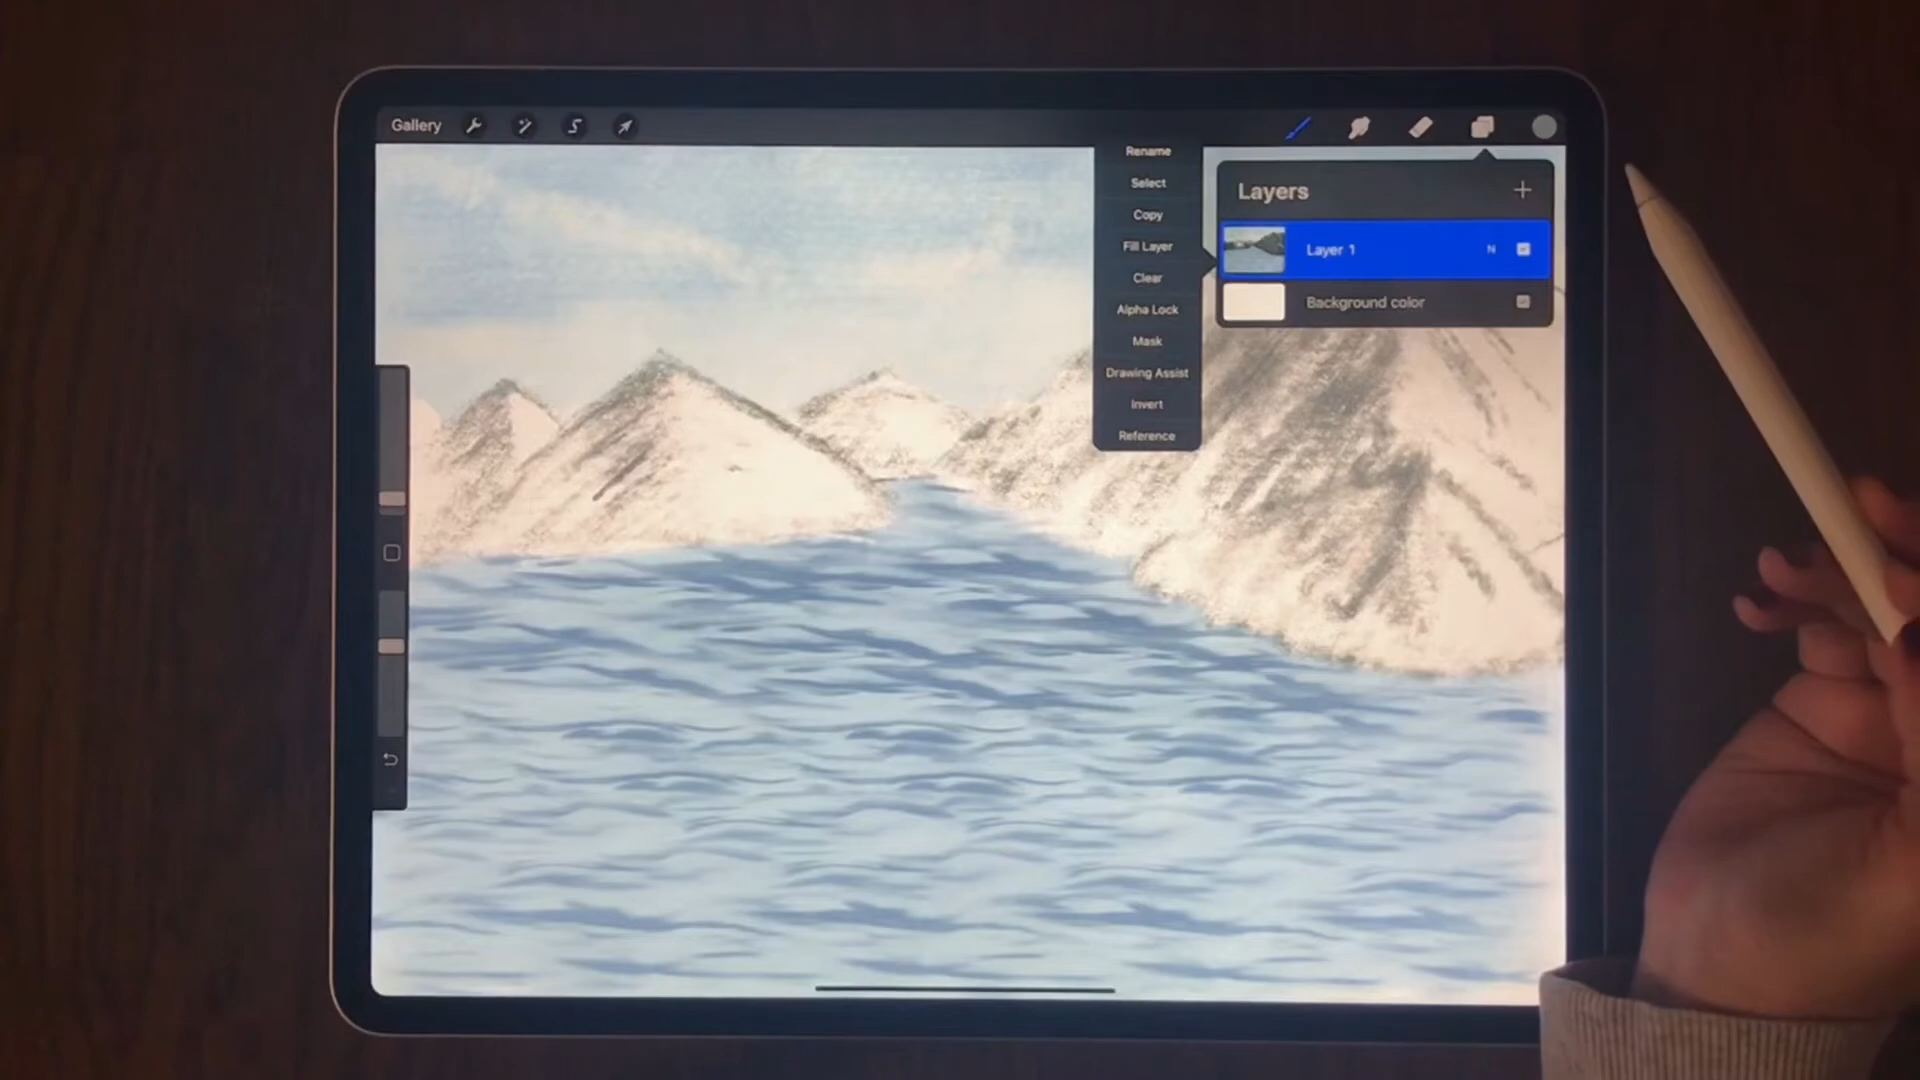 Gallery
Rename
Select
Copy
Fill Layer
Clear
Alpha Lock
Mask
Drawing Assist
Invert
Reference
Layers
Layer 1
N
Background color